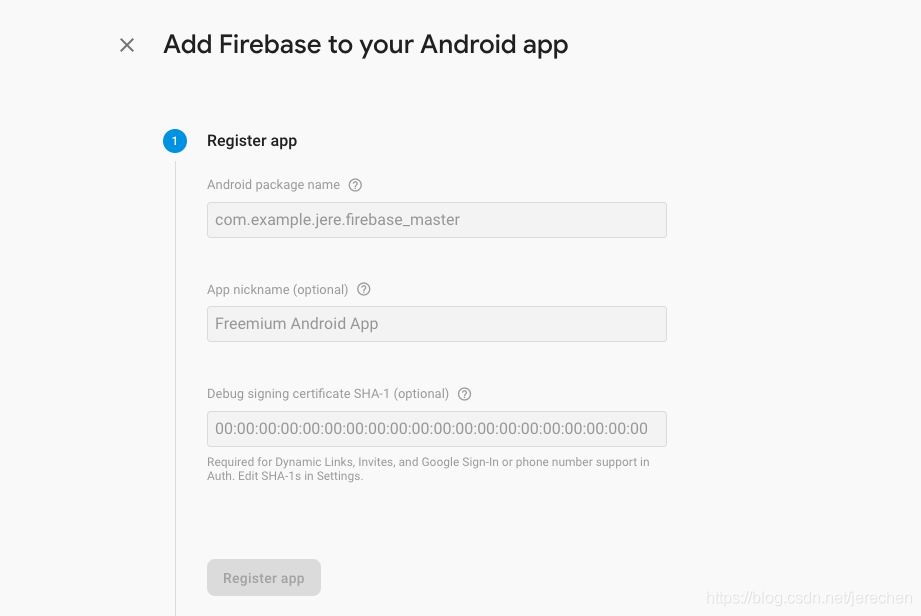 Add Firebase to your Android app
1
Register app
Android package name
com.example.jere.firebase_master
App nickname (optional)
Freemium Android App
Debug signing certificate SHA-1 (optional)
00:00:00:00:00:00:00:00:00:00:00:00:00:00:00:00:00:00:00:00
Required for Dynamic Links, Invites, and Google Sign-In or phone number support in
Auth. Edit SHA-1s in Settings.
Register app
https://blog.csdn.net/jerechen